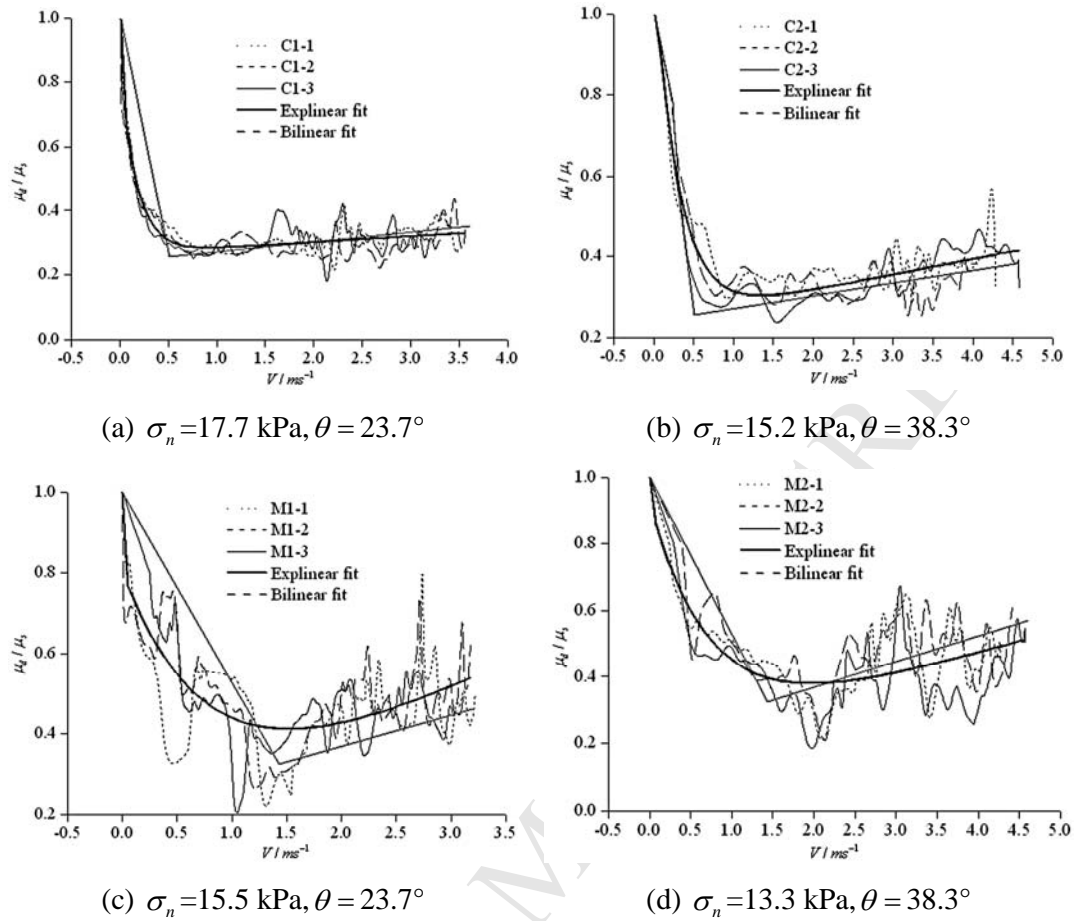 1.0
0.8
0.6
0.4
0.2
0.0
μd / μs
C1-1
C1-2
C1-3
Explinear fit
Bilinear fit
-0.5 0.0 0.5 1.0 1.5 2.0 2.5 3.0 3.5 4.0
V / ms⁻¹
(a) σn =17.7 kPa, θ = 23.7°
1.0
0.8
0.6
0.4
0.2
μd / μs
C2-1
C2-2
C2-3
Explinear fit
Bilinear fit
-0.5 0.0 0.5 1.0 1.5 2.0 2.5 3.0 3.5 4.0 4.5 5.0
V / ms⁻¹
(b) σn =15.2 kPa, θ = 38.3°
1.0
0.8
0.6
0.4
0.2
μd / μs
M1-1
M1-2
M1-3
Explinear fit
Bilinear fit
-0.5 0.0 0.5 1.0 1.5 2.0 2.5 3.0 3.5
V / ms⁻¹
(c) σn =15.5 kPa, θ = 23.7°
1.0
0.8
0.6
0.4
0.2
0.0
μd / μs
M2-1
M2-2
M2-3
Explinear fit
Bilinear fit
-0.5 0.0 0.5 1.0 1.5 2.0 2.5 3.0 3.5 4.0 4.5 5.0
V / ms⁻¹
(d) σn =13.3 kPa, θ = 38.3°